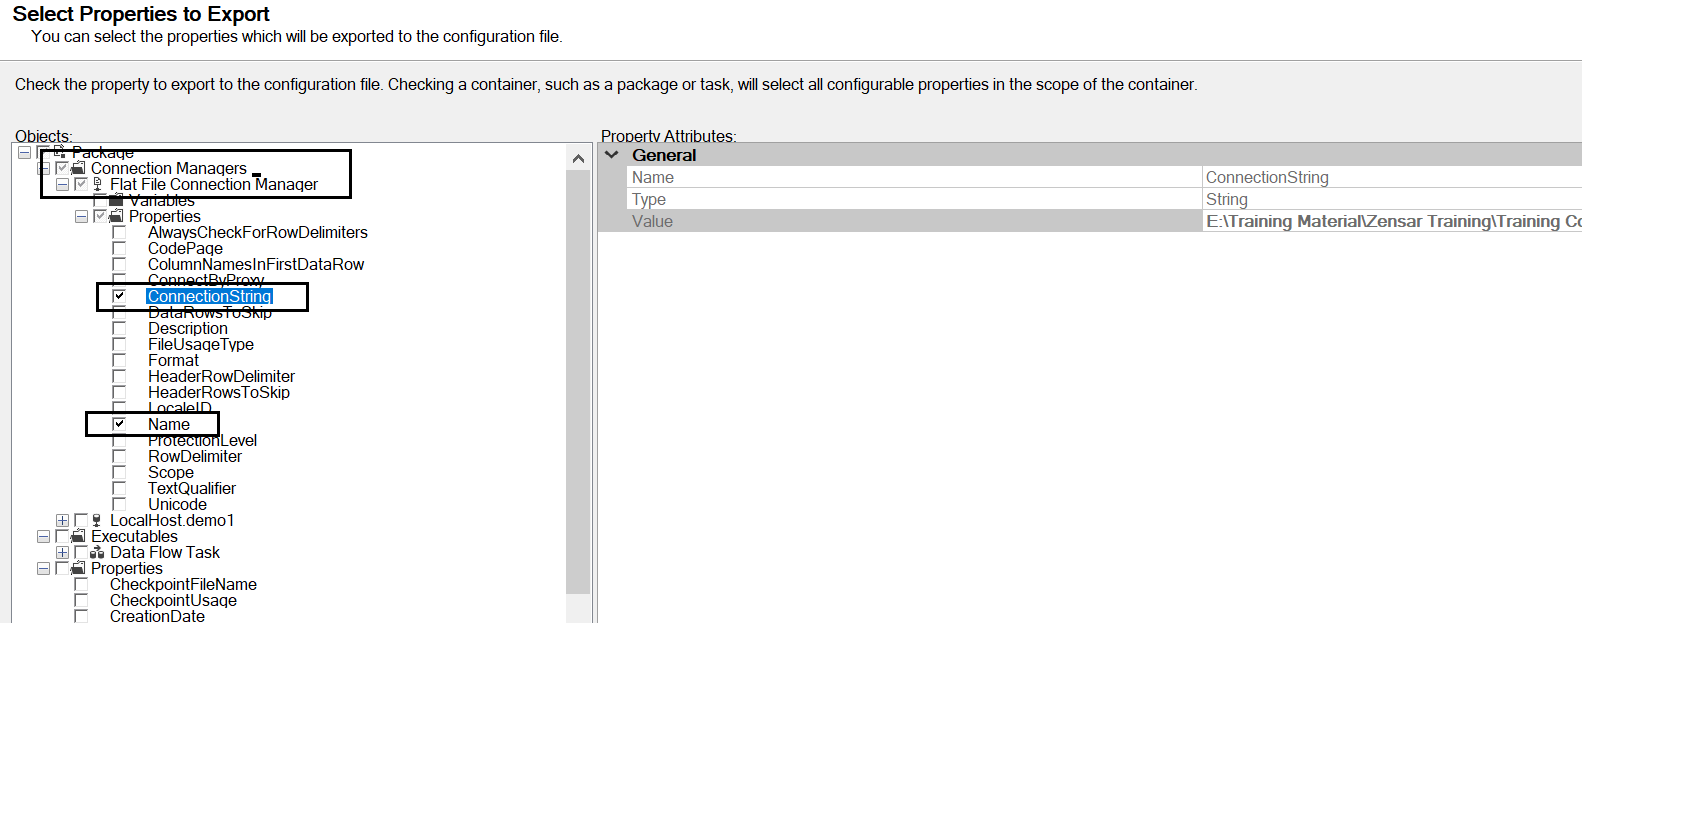 Select Properties to Export
You can select the properties which will be exported to the configuration file.
Check the property to export to the configuration file. Checking a container, such as a package or task, will select all configurable properties in the scope of the container.
Objects:
Package
Connection Managers
Flat File Connection Manager
Variables
Properties
AlwaysCheckForRowDelimiters
CodePage
ColumnNamesInFirstDataRow
ConnectByProxy
ConnectionString
DataRowsToSkip
Description
FileUsageType
Format
HeaderRowDelimiter
HeaderRowsToSkip
LocaleID
Name
ProtectionLevel
RowDelimiter
Scope
TextQualifier
Unicode
LocalHost.demo1
Executables
Data Flow Task
Properties
CheckpointFileName
CheckpointUsage
CreationDate
Property Attributes:
General
Name ConnectionString
Type String
Value E:\Training Material\Zensar Training\Training Co